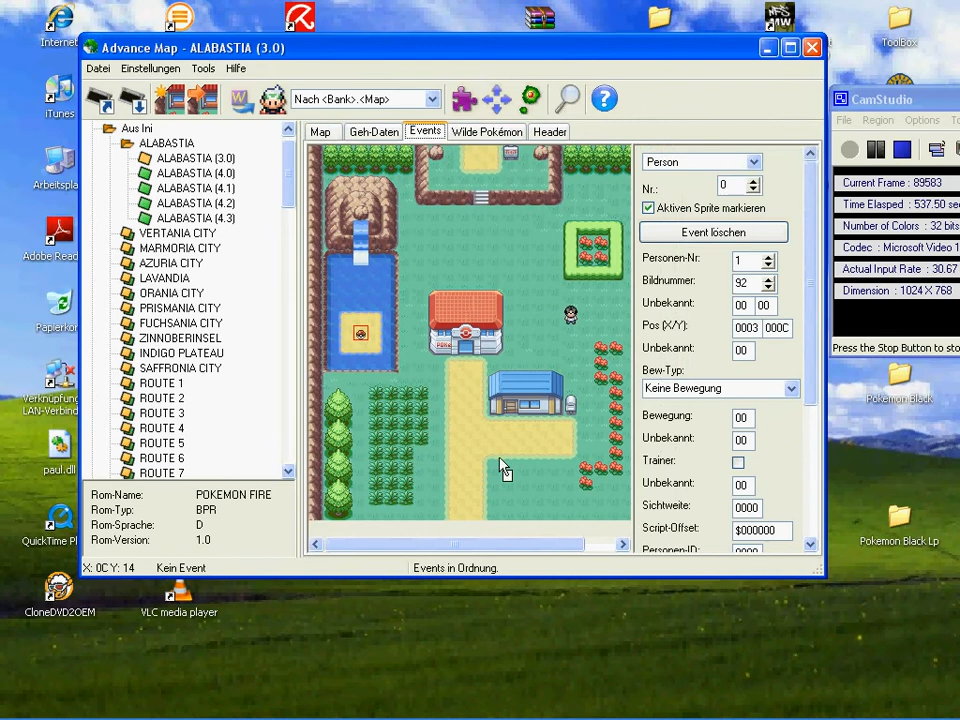 Internet
iTunes
Arbeitspla
Adobe Read
Papierkor
Verknüpfung
LAN-Verbind
paul.dll
QuickTime Pl
CloneDVD2OEM
VLC media player
ToolBox
Pokemon Black
Pokemon Black Lp
Advance Map - ALABASTIA (3.0)
Datei Einstellungen Tools Hilfe
Nach <Bank>.<Map>
Aus Ini
ALABASTIA
ALABASTIA (3.0)
ALABASTIA (4.0)
ALABASTIA (4.1)
ALABASTIA (4.2)
ALABASTIA (4.3)
VERTANIA CITY
MARMORIA CITY
AZURIA CITY
LAVANDIA
ORANIA CITY
PRISMANIA CITY
FUCHSANIA CITY
ZINNOBERINSEL
INDIGO PLATEAU
SAFFRONIA CITY
ROUTE 1
ROUTE 2
ROUTE 3
ROUTE 4
ROUTE 5
ROUTE 6
ROUTE 7
Rom-Name: POKEMON FIRE
Rom-Typ: BPR
Rom-Sprache: D
Rom-Version: 1.0
Map Geh-Daten Events Wilde Pokémon Header
Person
Nr.: 0
Aktiven Sprite markieren
Event löschen
Personen-Nr: 1
Bildnummer: 92
Unbekannt: 00 00
Pos (X/Y): 0003 000C
Unbekannt: 00
Bew-Typ:
Keine Bewegung
Bewegung: 00
Unbekannt: 00
Trainer:
Unbekannt: 00
Sichtweite: 0000
Script-Offset: $000000
Personen-ID: 0000
X: 0C Y: 14 Kein Event Events in Ordnung.
CamStudio
File Region Options
Current Frame : 89583
Time Elasped : 537.50 sec
Number of Colors : 32 bits
Codec : Microsoft Video 1
Actual Input Rate : 30.67
Dimension : 1024 X 768
Press the Stop Button to sto